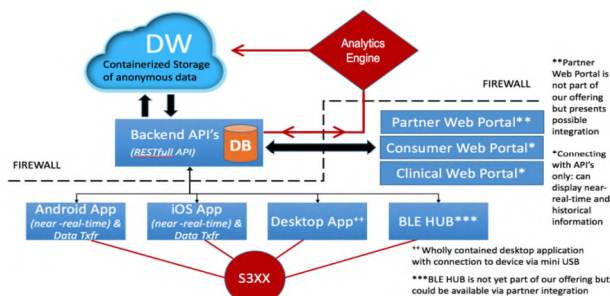 DW
Containerized Storage
of anonymous data
Analytics
Engine
FIREWALL
**Partner
Web Portal is
not part of
our offering
but presents
possible
integration
Backend API's
(RESTfull API)
DB
Partner Web Portal**
Consumer Web Portal*
Clinical Web Portal*
*Connecting
with API's
only: can
display near-
real-time and
historical
information
FIREWALL
Android App
(near -real-time) &
Data Txfr
iOS App
(near -real-time) &
Data Txfr
Desktop App++
BLE HUB***
S3XX
++ Wholly contained desktop application
with connection to device via mini USB
***BLE HUB is not yet part of our offering but
could be available via partner integration